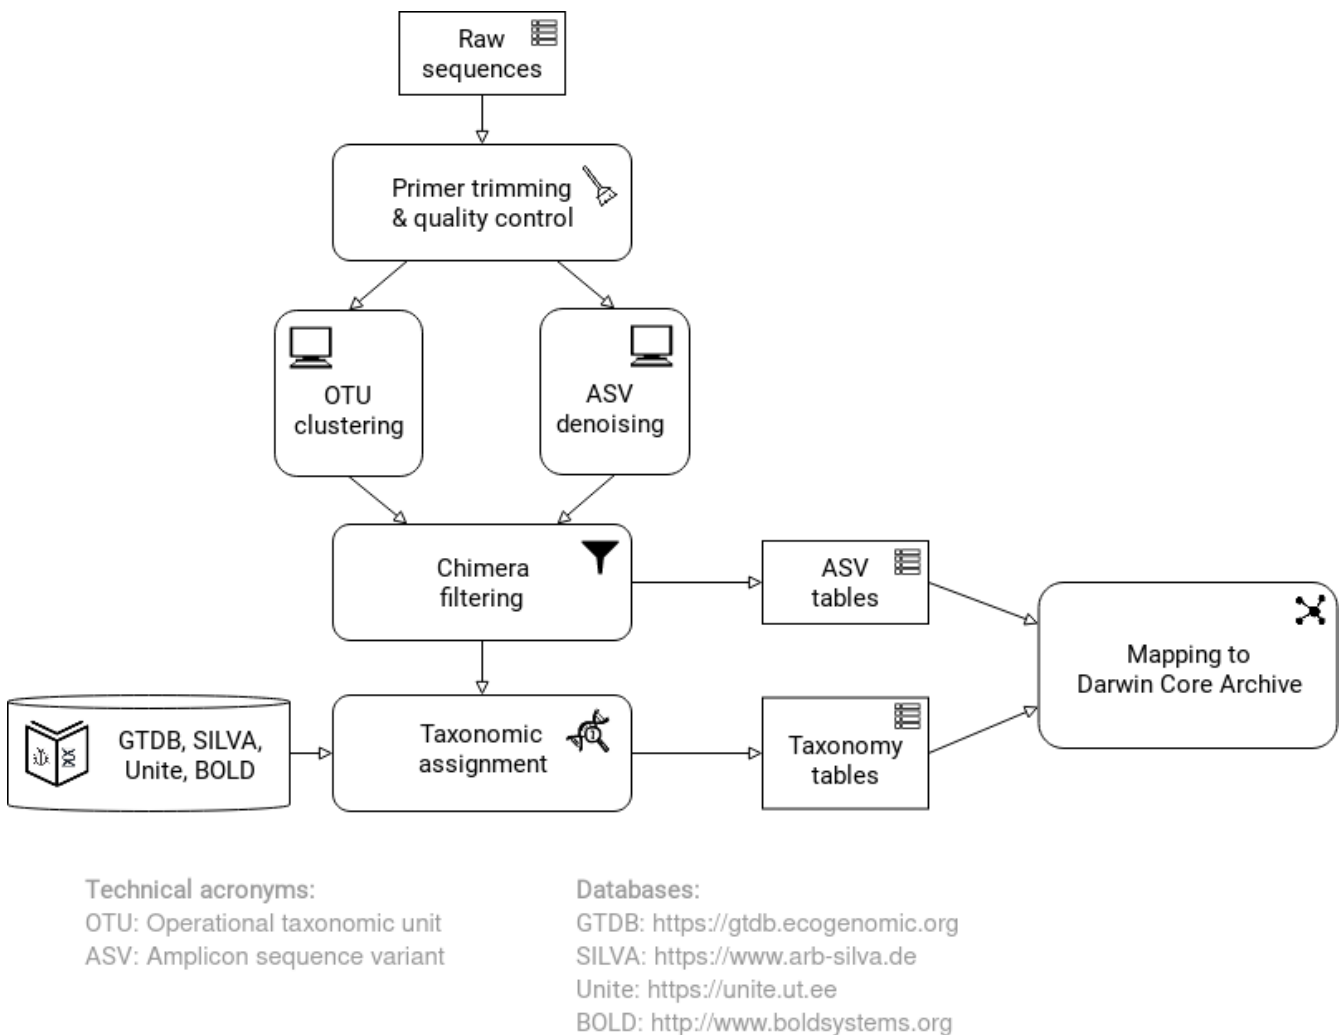 Raw
sequences
Primer trimming
& quality control
OTU
clustering
ASV
denoising
Chimera
filtering
ASV
tables
Mapping to
Darwin Core Archive
GTDB, SILVA,
Unite, BOLD
Taxonomic
assignment
Taxonomy
tables
Technical acronyms:
OTU: Operational taxonomic unit
ASV: Amplicon sequence variant
Databases:
GTDB: https://gtdb.ecogenomic.org
SILVA: https://www.arb-silva.de
Unite: https://unite.ut.ee
BOLD: http://www.boldsystems.org